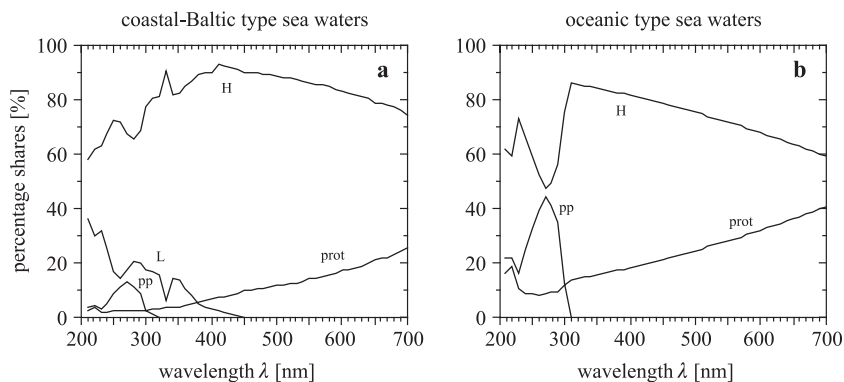 coastal-Baltic type sea waters
oceanic type sea waters
percentage shares [%]
100
80
60
40
20
0
a
H
L
pp
prot
200
300
400
500
600
700
wavelength λ [nm]
100
80
60
40
20
0
b
H
pp
prot
200
300
400
500
600
700
wavelength λ [nm]